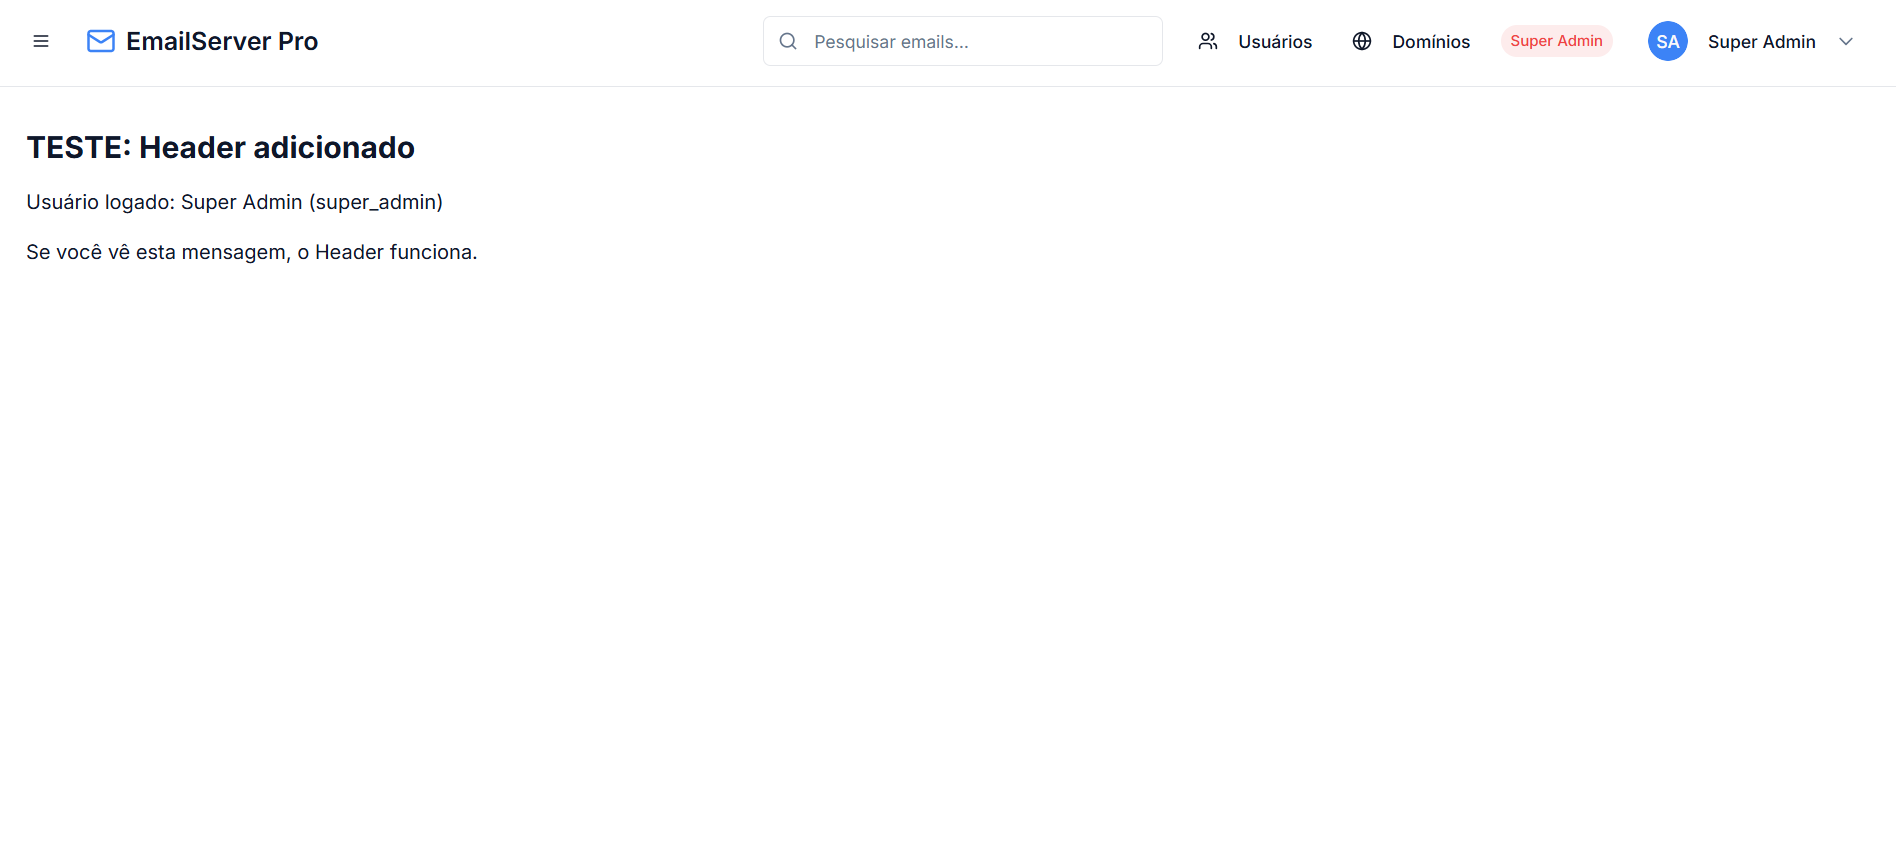 EmailServer Pro
Pesquisar emails...
Usuários
Domínios
Super Admin
SA
Super Admin
TESTE: Header adicionado
Usuário logado: Super Admin (super_admin)
Se você vê esta mensagem, o Header funciona.